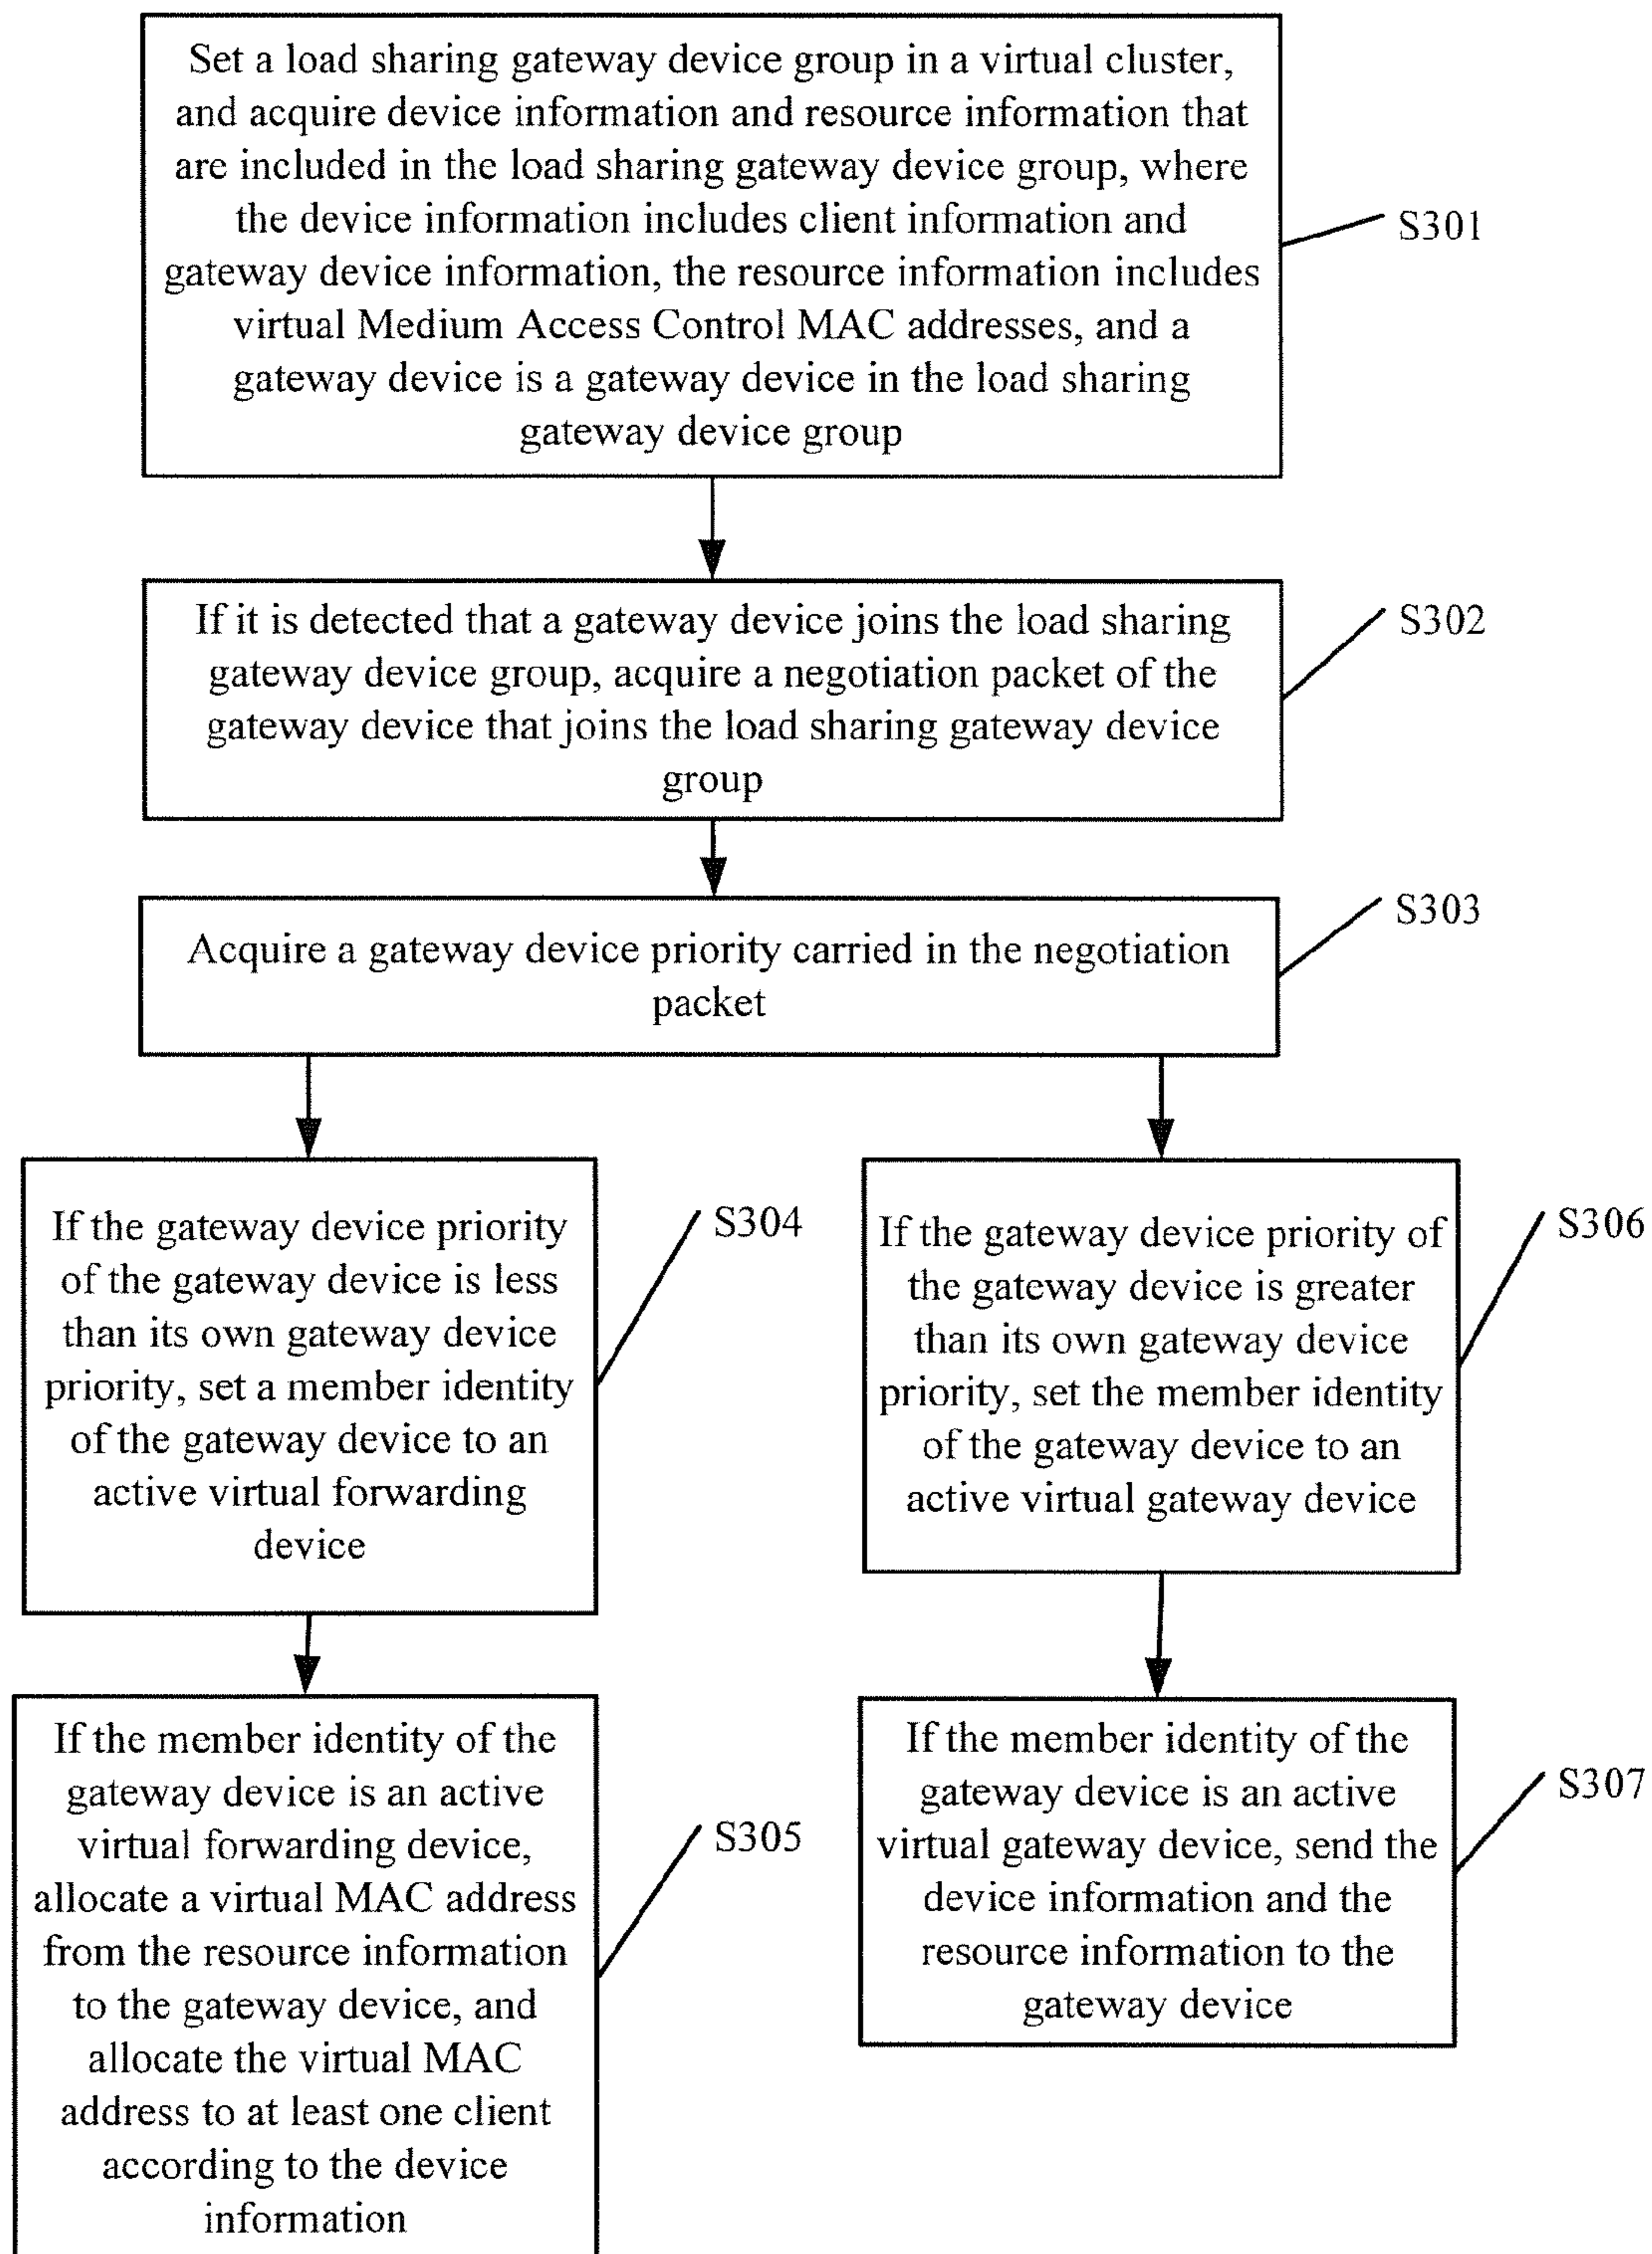 Set a load sharing gateway device group in a virtual cluster,
and acquire device information and resource information that
are included in the load sharing gateway device group, where
the device information includes client information and
gateway device information, the resource information includes
virtual Medium Access Control MAC addresses, and a
gateway device is a gateway device in the load sharing
gateway device group
S301
If it is detected that a gateway device joins the load sharing
gateway device group, acquire a negotiation packet of the
gateway device that joins the load sharing gateway device
group
S302
Acquire a gateway device priority carried in the negotiation
packet
S303
If the gateway device priority
of the gateway device is less
than its own gateway device
priority, set a member identity
of the gateway device to an
active virtual forwarding
device
S304
If the gateway device priority of
the gateway device is greater
than its own gateway device
priority, set the member identity
of the gateway device to an
active virtual gateway device
S306
If the member identity of the
gateway device is an active
virtual forwarding device,
allocate a virtual MAC address
from the resource information
to the gateway device, and
allocate the virtual MAC
address to at least one client
according to the device
information
S305
If the member identity of the
gateway device is an active
virtual gateway device, send the
device information and the
resource information to the
gateway device
S307